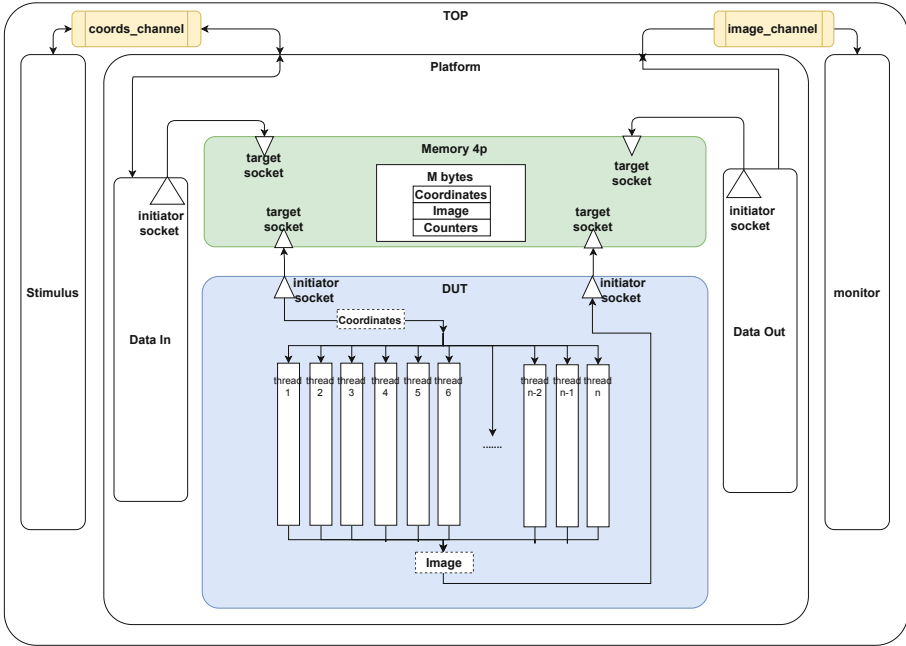 TOP
coords_channel
image_channel
Platform
Memory 4p
target
socket
target
socket
M bytes
Coordinates
Image
Counters
initiator
socket
initiator
socket
target
socket
target
socket
Stimulus
monitor
Data In
Data Out
DUT
initiator
socket
initiator
socket
Coordinates
thread
1
thread
2
thread
3
thread
4
thread
5
thread
6
.......
thread
n-2
thread
n-1
thread
n
Image